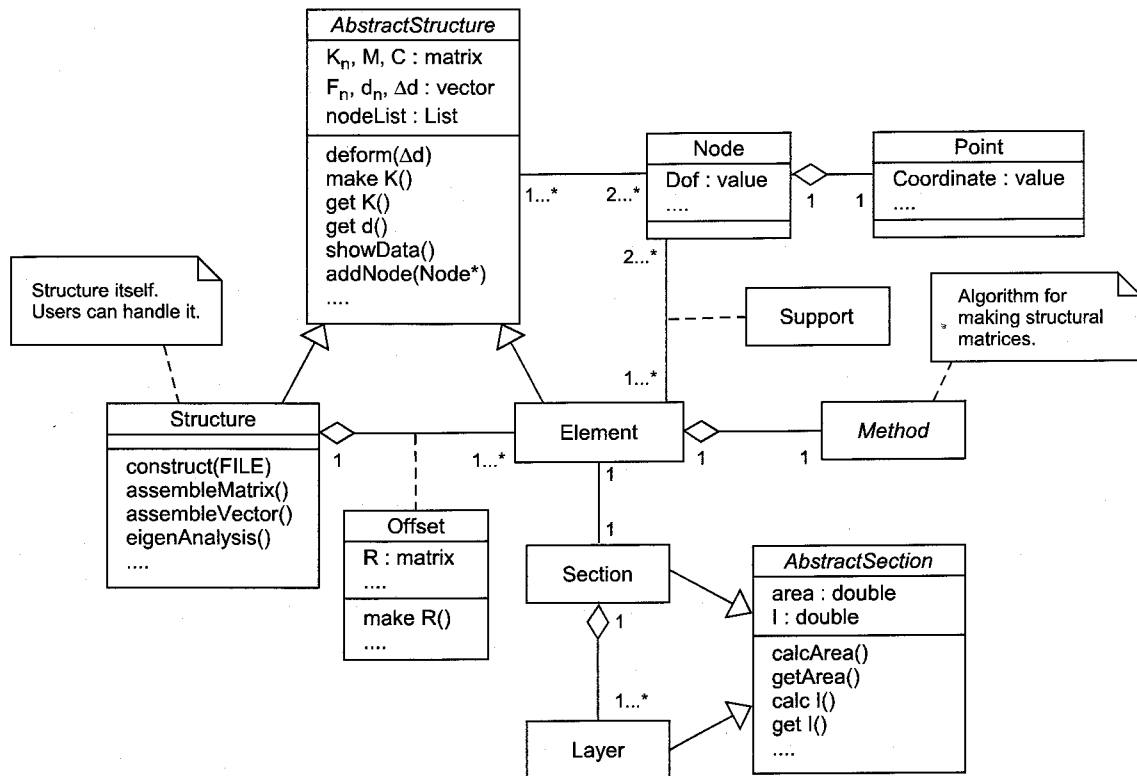 AbstractStructure
Kn, M, C : matrix
Fn, dn, Δd : vector
nodeList : List
deform(Δd)
make K()
get K()
get d()
showData()
addNode(Node*)
....
1...*
2...*
Node
Dof : value
....
1
1
Point
Coordinate : value
....
Structure itself.
Users can handle it.
2...*
1...*
Support
Algorithm for
making structural
matrices.
Structure
construct(FILE)
assembleMatrix()
assembleVector()
eigenAnalysis()
....
1
1...*
Element
1
1
Method
Offset
R : matrix
....
make R()
....
1
1
Section
1
1...*
Layer
AbstractSection
area : double
I : double
calcArea()
getArea()
calc I()
get I()
....